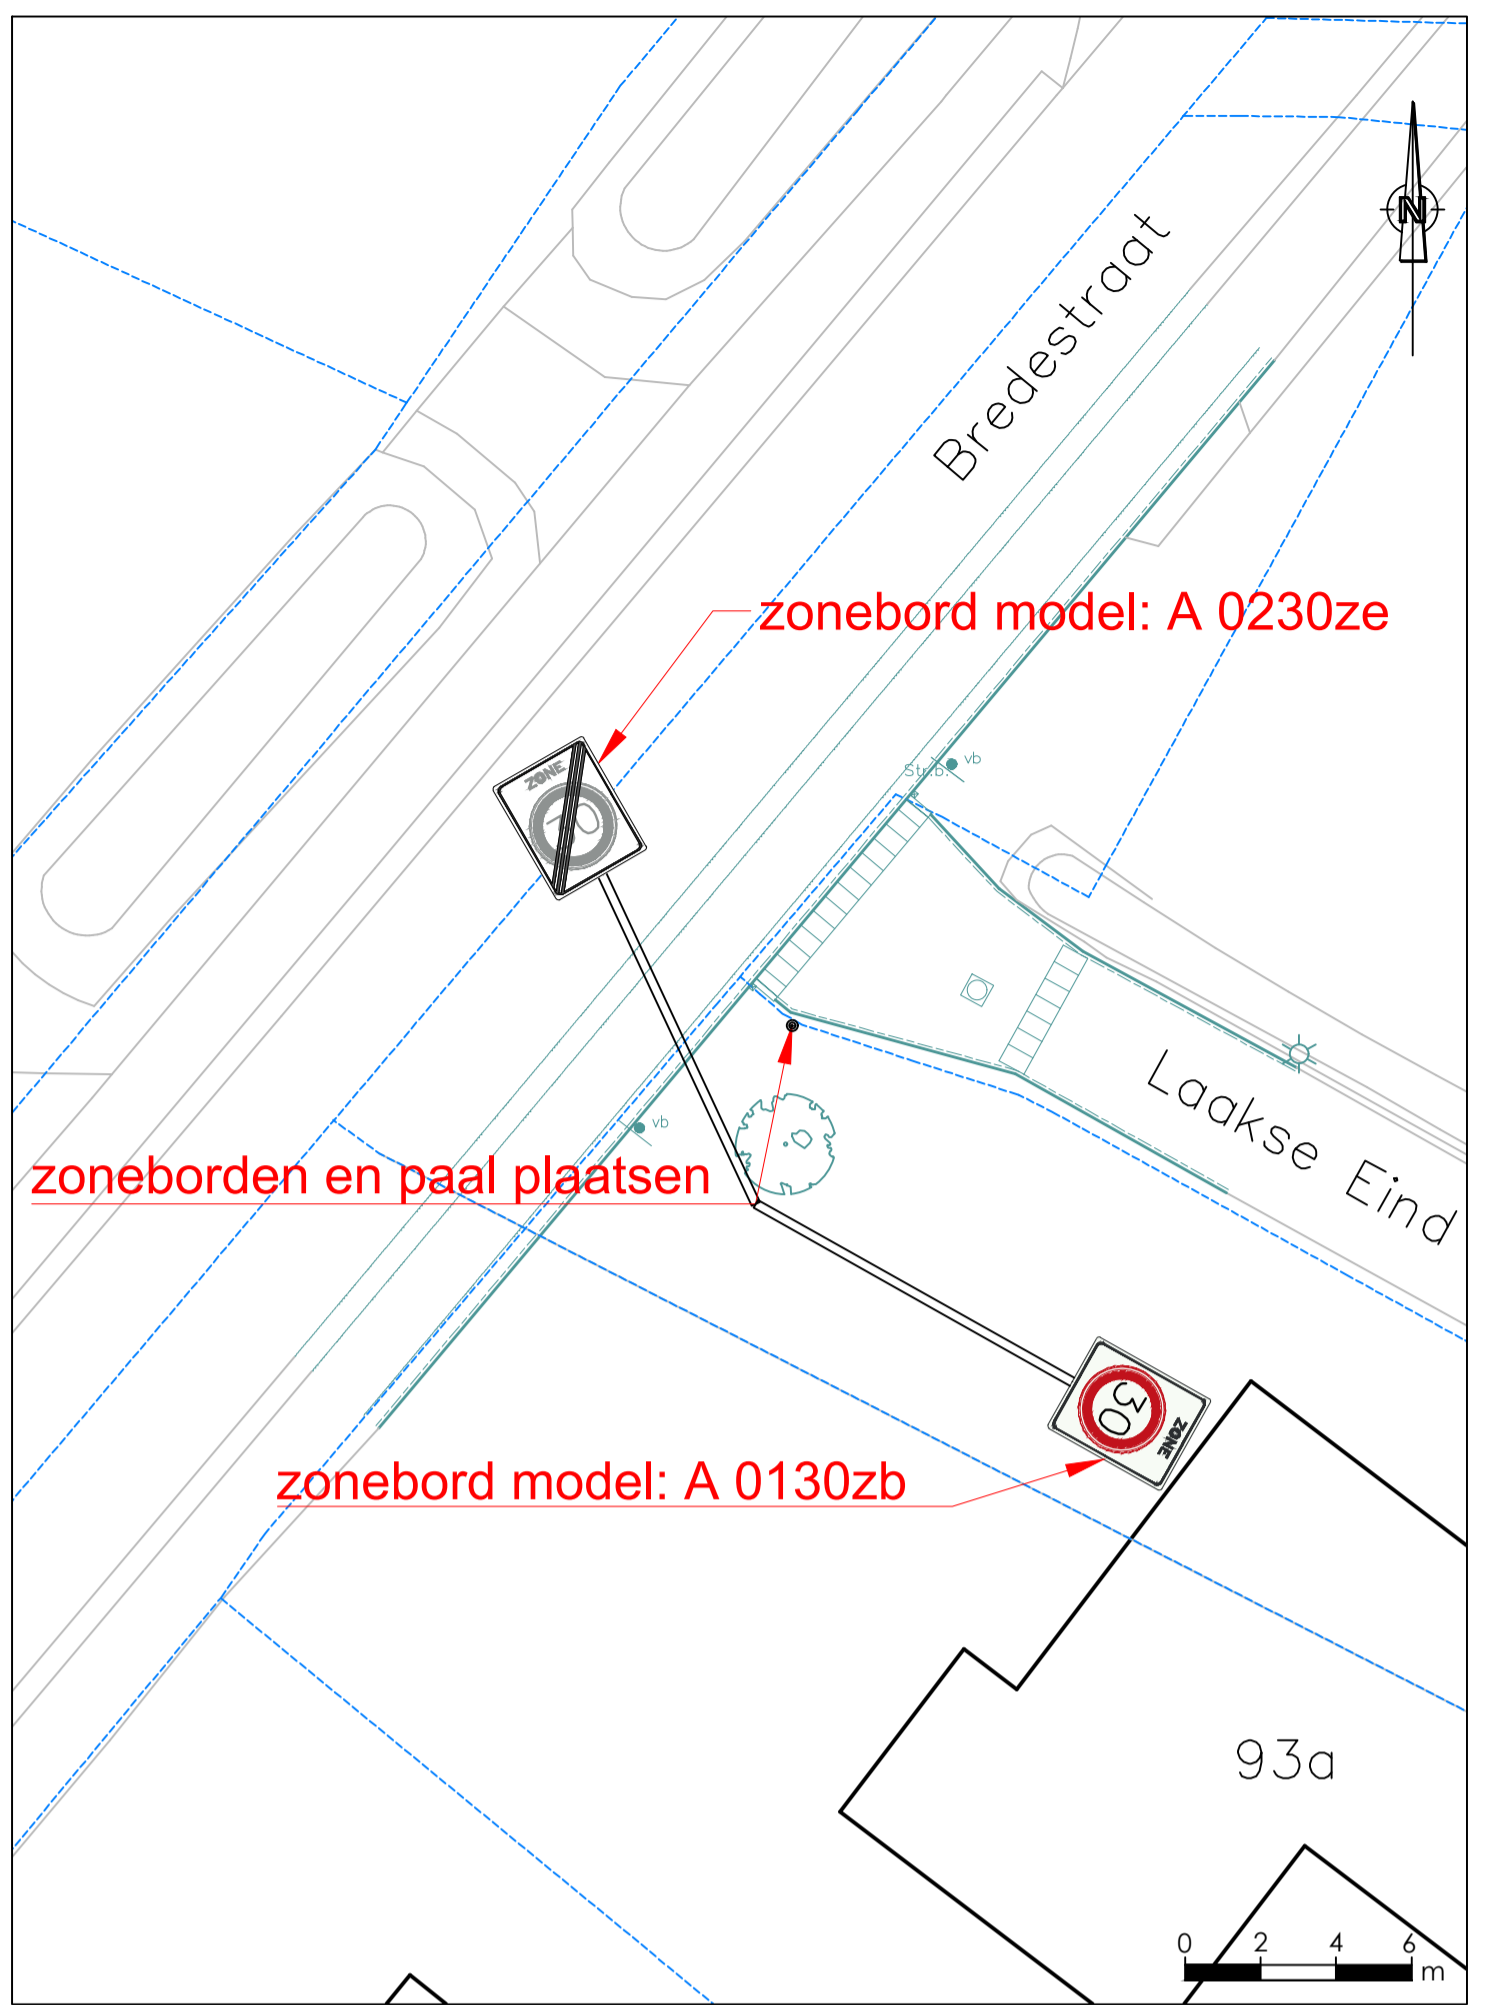 N
Bredestraat
zonebord model: A 0230ze
ZONE
30
Str.b.
vb
Laakse Eind
vb
zoneborden en paal plaatsen
30
ZONE
zonebord model: A 0130zb
93a
0 2 4 6
m